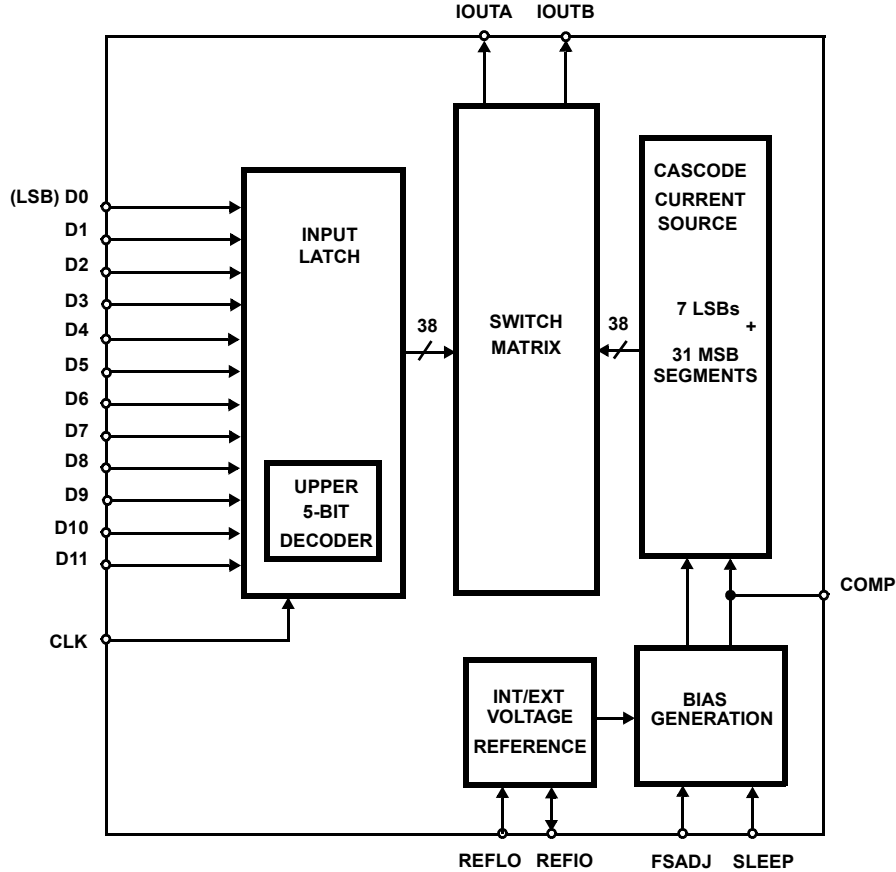 IOUTA IOUTB
(LSB) D0
D1
D2
D3
D4
D5
D6
D7
D8
D9
D10
D11
CLK
INPUT
LATCH
UPPER
5-BIT
DECODER
38
SWITCH
MATRIX
38
CASCODE
CURRENT
SOURCE
7 LSBs
+
31 MSB
SEGMENTS
COMP
INT/EXT
VOLTAGE
REFERENCE
BIAS
GENERATION
REFLO REFIO FSADJ SLEEP